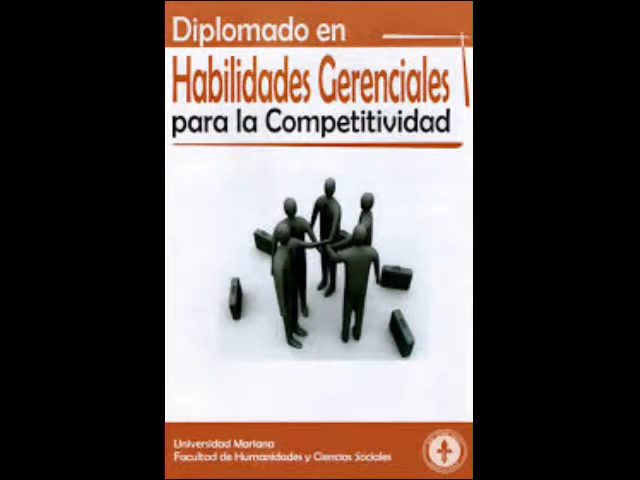 Diplomado en
Habilidades Gerenciales
para la Competitividad
Universidad Mariana
Facultad de Humanidades y Ciencias Sociales